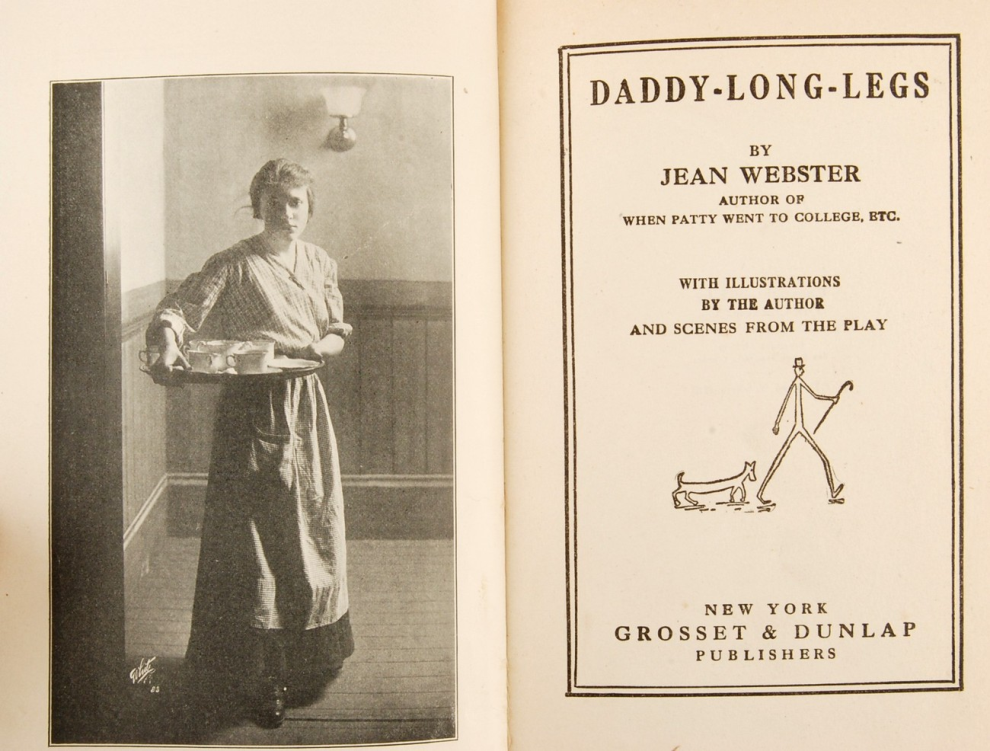 DADDY-LONG-LEGS
BY
JEAN WEBSTER
AUTHOR OF
WHEN PATTY WENT TO COLLEGE, ETC.
WITH ILLUSTRATIONS
BY THE AUTHOR
AND SCENES FROM THE PLAY
NEW YORK
GROSSET & DUNLAP
PUBLISHERS